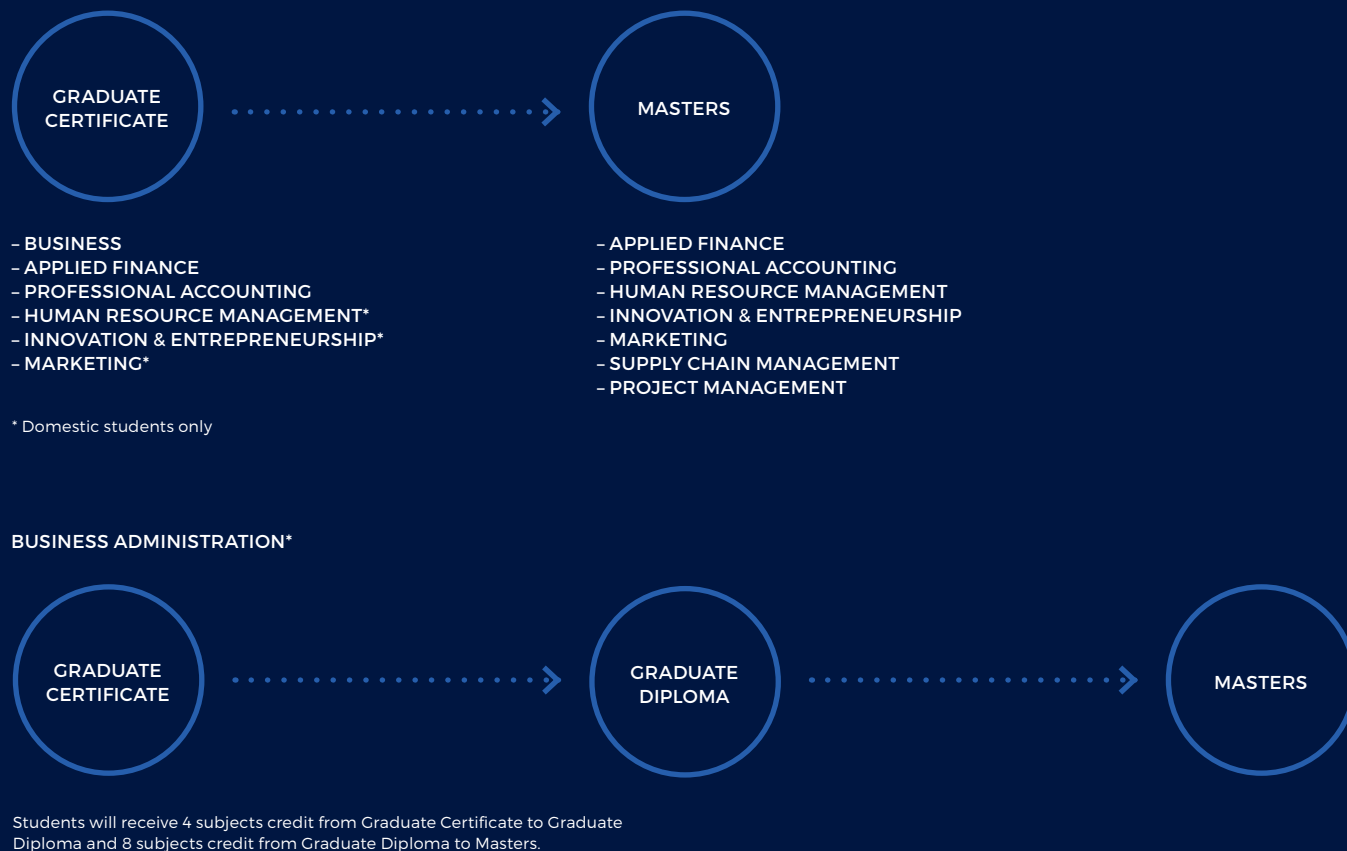 GRADUATE
CERTIFICATE
MASTERS
– BUSINESS
– APPLIED FINANCE
– PROFESSIONAL ACCOUNTING
– HUMAN RESOURCE MANAGEMENT*
– INNOVATION & ENTREPRENEURSHIP*
– MARKETING*
* Domestic students only
– APPLIED FINANCE
– PROFESSIONAL ACCOUNTING
– HUMAN RESOURCE MANAGEMENT
– INNOVATION & ENTREPRENEURSHIP
– MARKETING
– SUPPLY CHAIN MANAGEMENT
– PROJECT MANAGEMENT
BUSINESS ADMINISTRATION*
GRADUATE
CERTIFICATE
GRADUATE
DIPLOMA
MASTERS
Students will receive 4 subjects credit from Graduate Certificate to Graduate
Diploma and 8 subjects credit from Graduate Diploma to Masters.